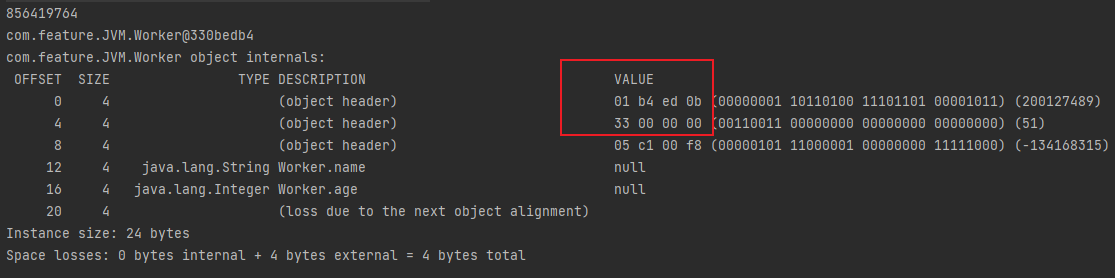 856419764
com.feature.JVM.Worker@330bedb4
com.feature.JVM.Worker object internals:
OFFSET  SIZE                TYPE DESCRIPTION                               VALUE
0     4                     (object header)                           01 b4 ed 0b (00000001 10110100 11101101 00001011) (200127489)
4     4                     (object header)                           33 00 00 00 (00110011 00000000 00000000 00000000) (51)
8     4                     (object header)                           05 c1 00 f8 (00000101 11000001 00000000 11111000) (-134168315)
12     4    java.lang.String Worker.name                               null
16     4   java.lang.Integer Worker.age                                null
20     4                     (loss due to the next object alignment)
Instance size: 24 bytes
Space losses: 0 bytes internal + 4 bytes external = 4 bytes total